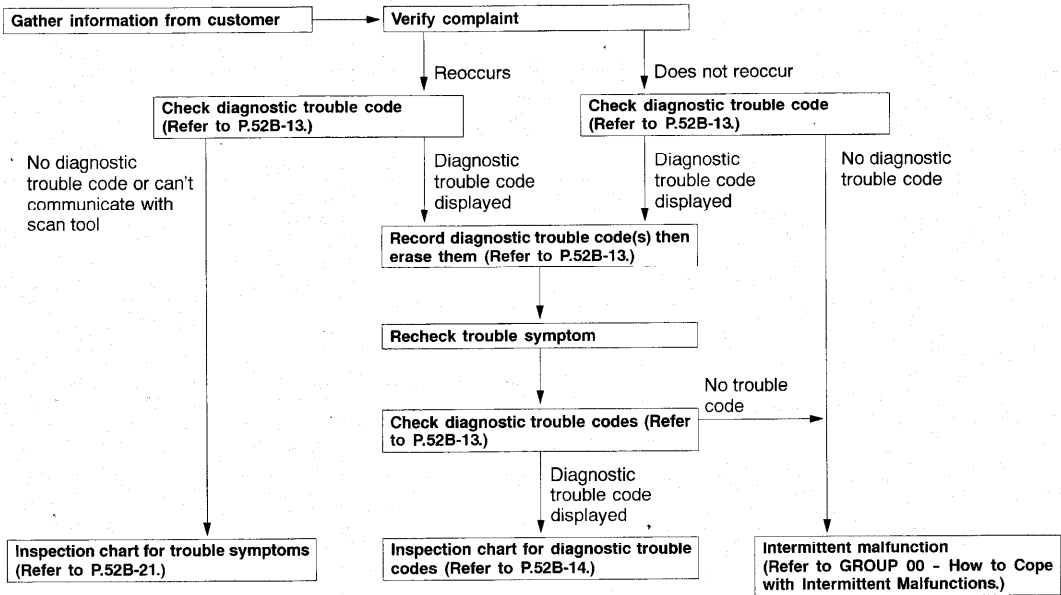 Gather information from customer
Verify complaint
Reoccurs
Does not reoccur
Check diagnostic trouble code
(Refer to P.52B-13.)
Check diagnostic trouble code
(Refer to P.52B-13.)
No diagnostic
trouble code or can't
communicate with
scan tool
Diagnostic
trouble code
displayed
Diagnostic
trouble code
displayed
No diagnostic
trouble code
Record diagnostic trouble code(s) then
erase them (Refer to P.52B-13.)
Recheck trouble symptom
No trouble
code
Check diagnostic trouble codes (Refer
to P.52B-13.)
Diagnostic
trouble code
displayed
Inspection chart for trouble symptoms
(Refer to P.52B-21.)
Inspection chart for diagnostic trouble
codes (Refer to P.52B-14.)
Intermittent malfunction
(Refer to GROUP 00 - How to Cope
with Intermittent Malfunctions.)